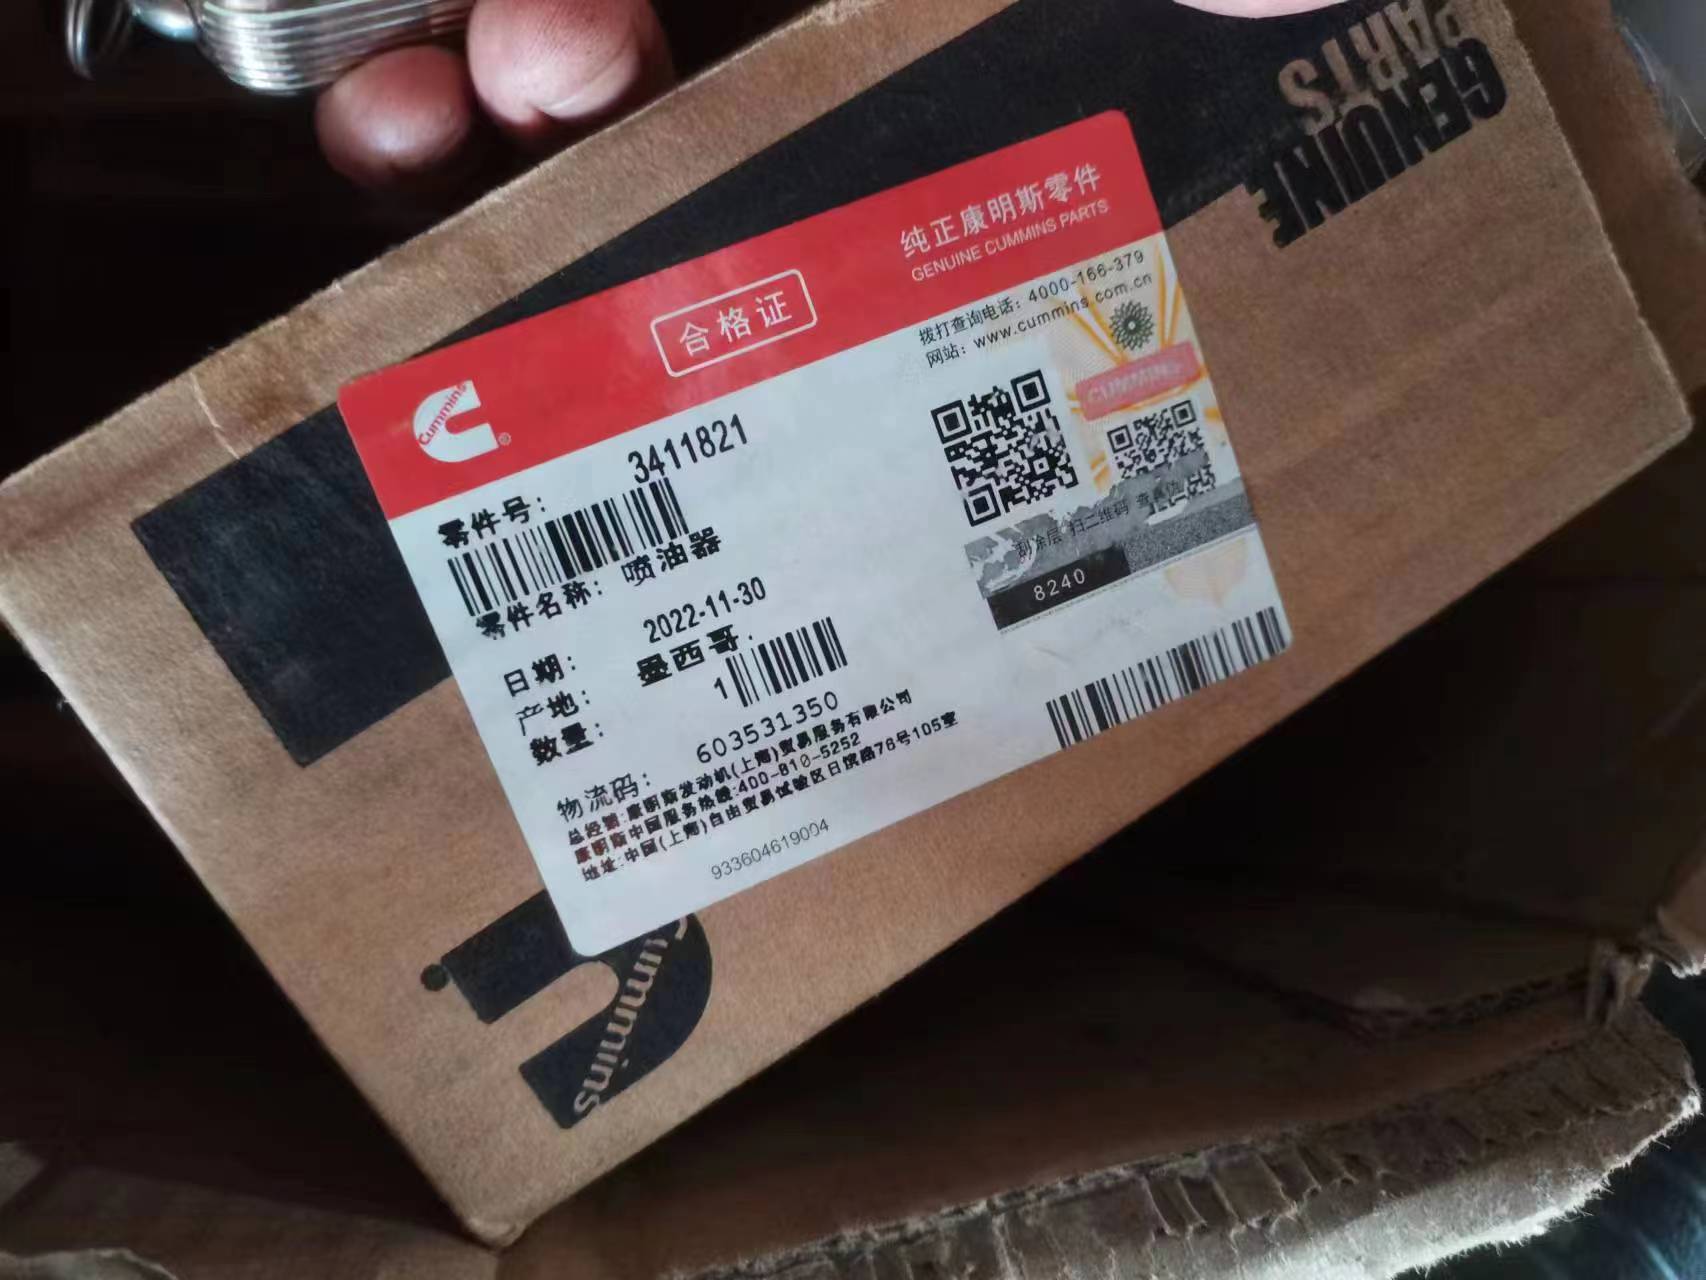 GENUINE
PARTS
纯正康明斯零件
GENUINE CUMMINS PARTS
合格证
Cummins
®
拨打查询电话：4000-166-379
网站：www.cummins.com.cn
CUMMINS
零件号： 3411821
零件名称： 喷油器
日期： 2022-11-30
产地： 墨西哥
数量： 1
物流码： 603531350
刮涂层 扫二维码 查真伪
8240
总经销:康明斯发动机(上海)贸易服务有限公司
康明斯中国服务热线:400-810-5252
地址:中国(上海)自由贸易试验区日滨路76号105室
933604619004
Cummins